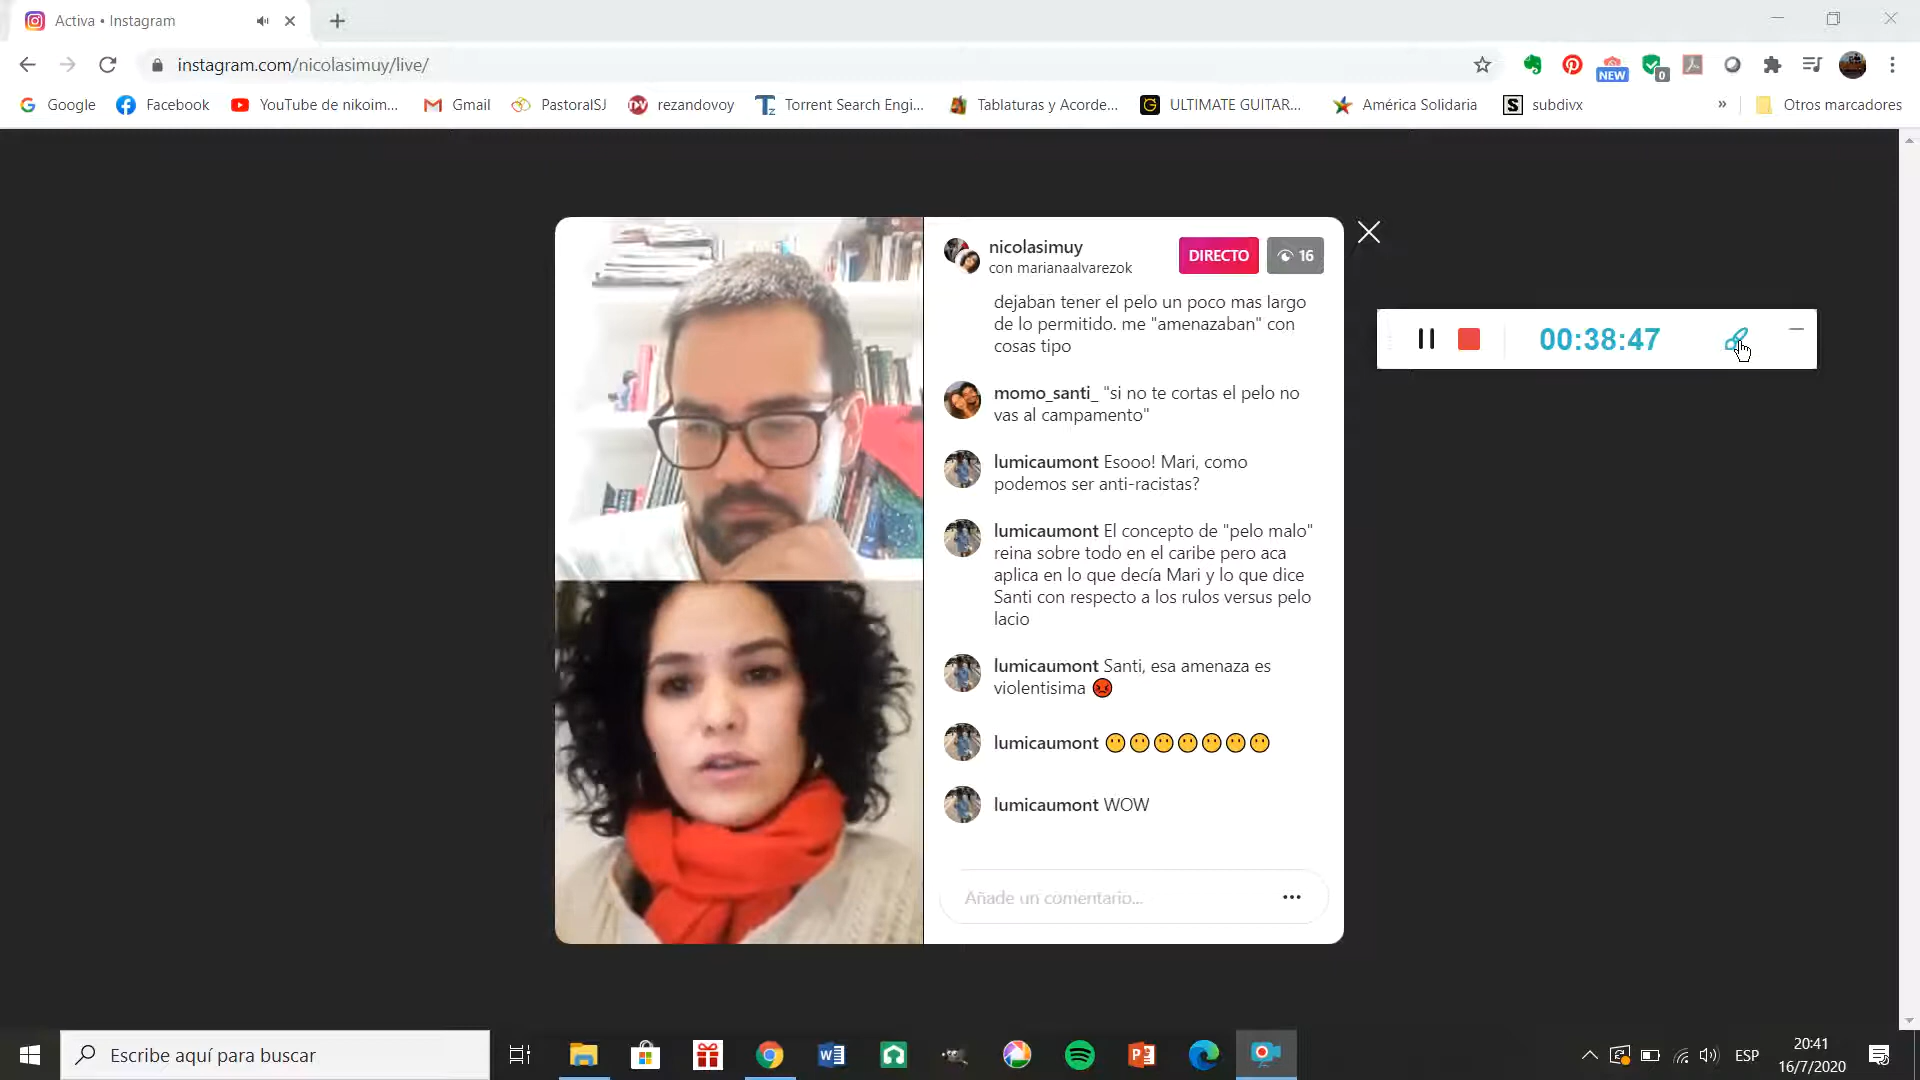 Activa • Instagram
instagram.com/nicolasimuy/live/
NEW
0
Google
Facebook
YouTube de nikoim...
Gmail
PastoralSJ
rezandovoy
Torrent Search Engi...
Tablaturas y Acorde...
ULTIMATE GUITAR...
América Solidaria
subdivx
»
Otros marcadores
nicolasimuy
con marianaalvarezok
DIRECTO
16
dejaban tener el pelo un poco mas largo
de lo permitido. me "amenazaban" con
cosas tipo
momo_santi_ "si no te cortas el pelo no
vas al campamento"
lumicaumont Esooo! Mari, como
podemos ser anti-racistas?
lumicaumont El concepto de "pelo malo"
reina sobre todo en el caribe pero aca
aplica en lo que decía Mari y lo que dice
Santi con respecto a los rulos versus pelo
lacio
lumicaumont Santi, esa amenaza es
violentisima 😡
lumicaumont 😶😶😶😶😶😶😶
lumicaumont WOW
Añade un comentario...
00:38:47
Escribe aquí para buscar
ESP
20:41
16/7/2020